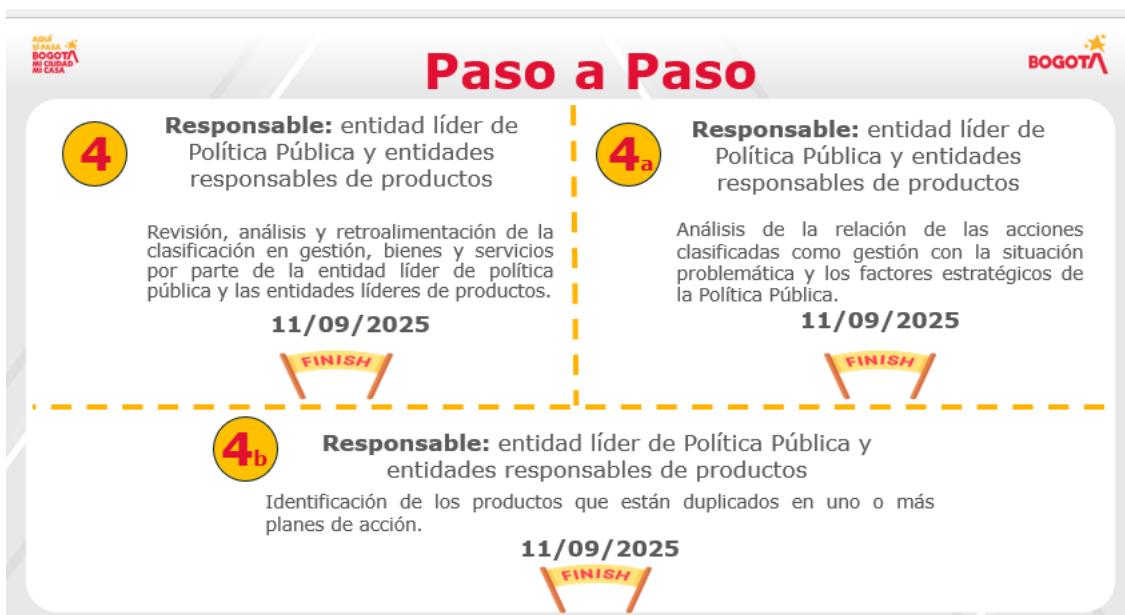 AQUÍ
SÍ PASA
BOGOTÁ
MI CIUDAD
MI CASA
Paso a Paso
BOGOTÁ
4
Responsable: entidad líder de
Política Pública y entidades
responsables de productos
Revisión, análisis y retroalimentación de la
clasificación en gestión, bienes y servicios
por parte de la entidad líder de política
pública y las entidades líderes de productos.
11/09/2025
FINISH
4a
Responsable: entidad líder de
Política Pública y entidades
responsables de productos
Análisis de la relación de las acciones
clasificadas como gestión con la situación
problemática y los factores estratégicos de
la Política Pública.
11/09/2025
FINISH
4b
Responsable: entidad líder de Política Pública y
entidades responsables de productos
Identificación de los productos que están duplicados en uno o más
planes de acción.
11/09/2025
FINISH